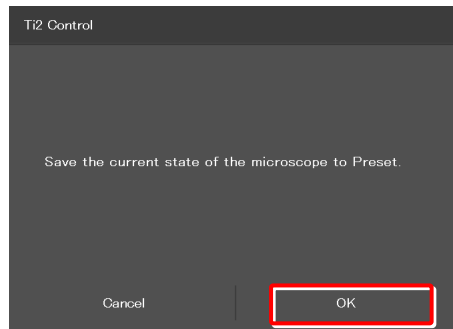 Ti2 Control
Save the current state of the microscope to Preset.
Cancel
OK